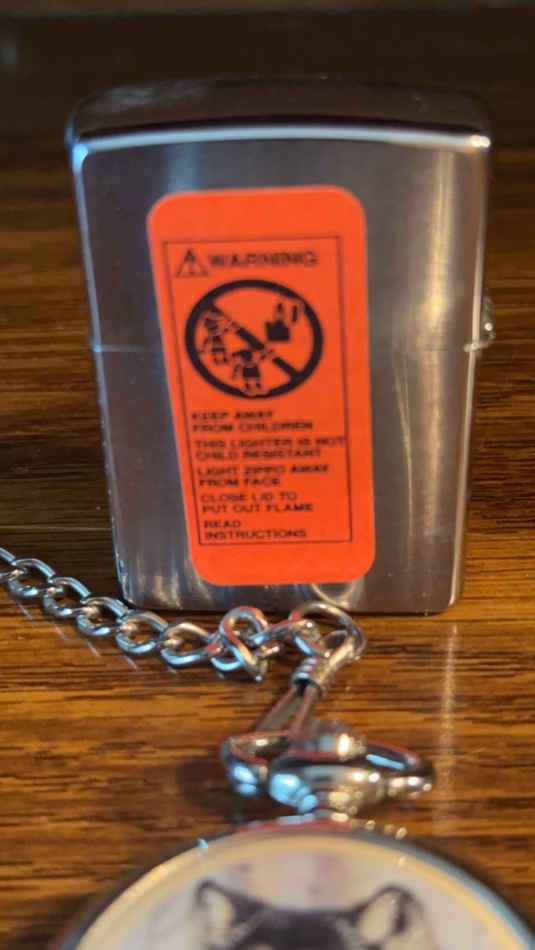 WARNING
KEEP AWAY
FROM CHILDREN
THIS LIGHTER IS NOT
CHILD RESISTANT
LIGHT ZIPPO AWAY
FROM FACE
CLOSE LID TO
PUT OUT FLAME
READ
INSTRUCTIONS